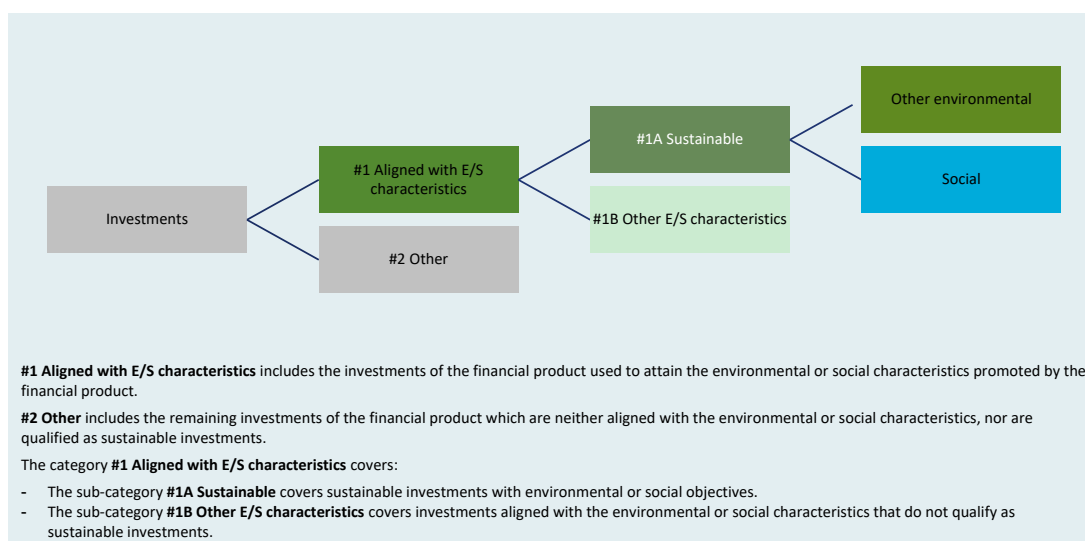 Other environmental
#1A Sustainable
#1 Aligned with E/S
characteristics
Social
Investments
#1B Other E/S characteristics
#2 Other
#1 Aligned with E/S characteristics includes the investments of the financial product used to attain the environmental or social characteristics promoted by the
financial product.
#2 Other includes the remaining investments of the financial product which are neither aligned with the environmental or social characteristics, nor are
qualified as sustainable investments.
The category #1 Aligned with E/S characteristics covers:
- The sub-category #1A Sustainable covers sustainable investments with environmental or social objectives.
- The sub-category #1B Other E/S characteristics covers investments aligned with the environmental or social characteristics that do not qualify as
sustainable investments.